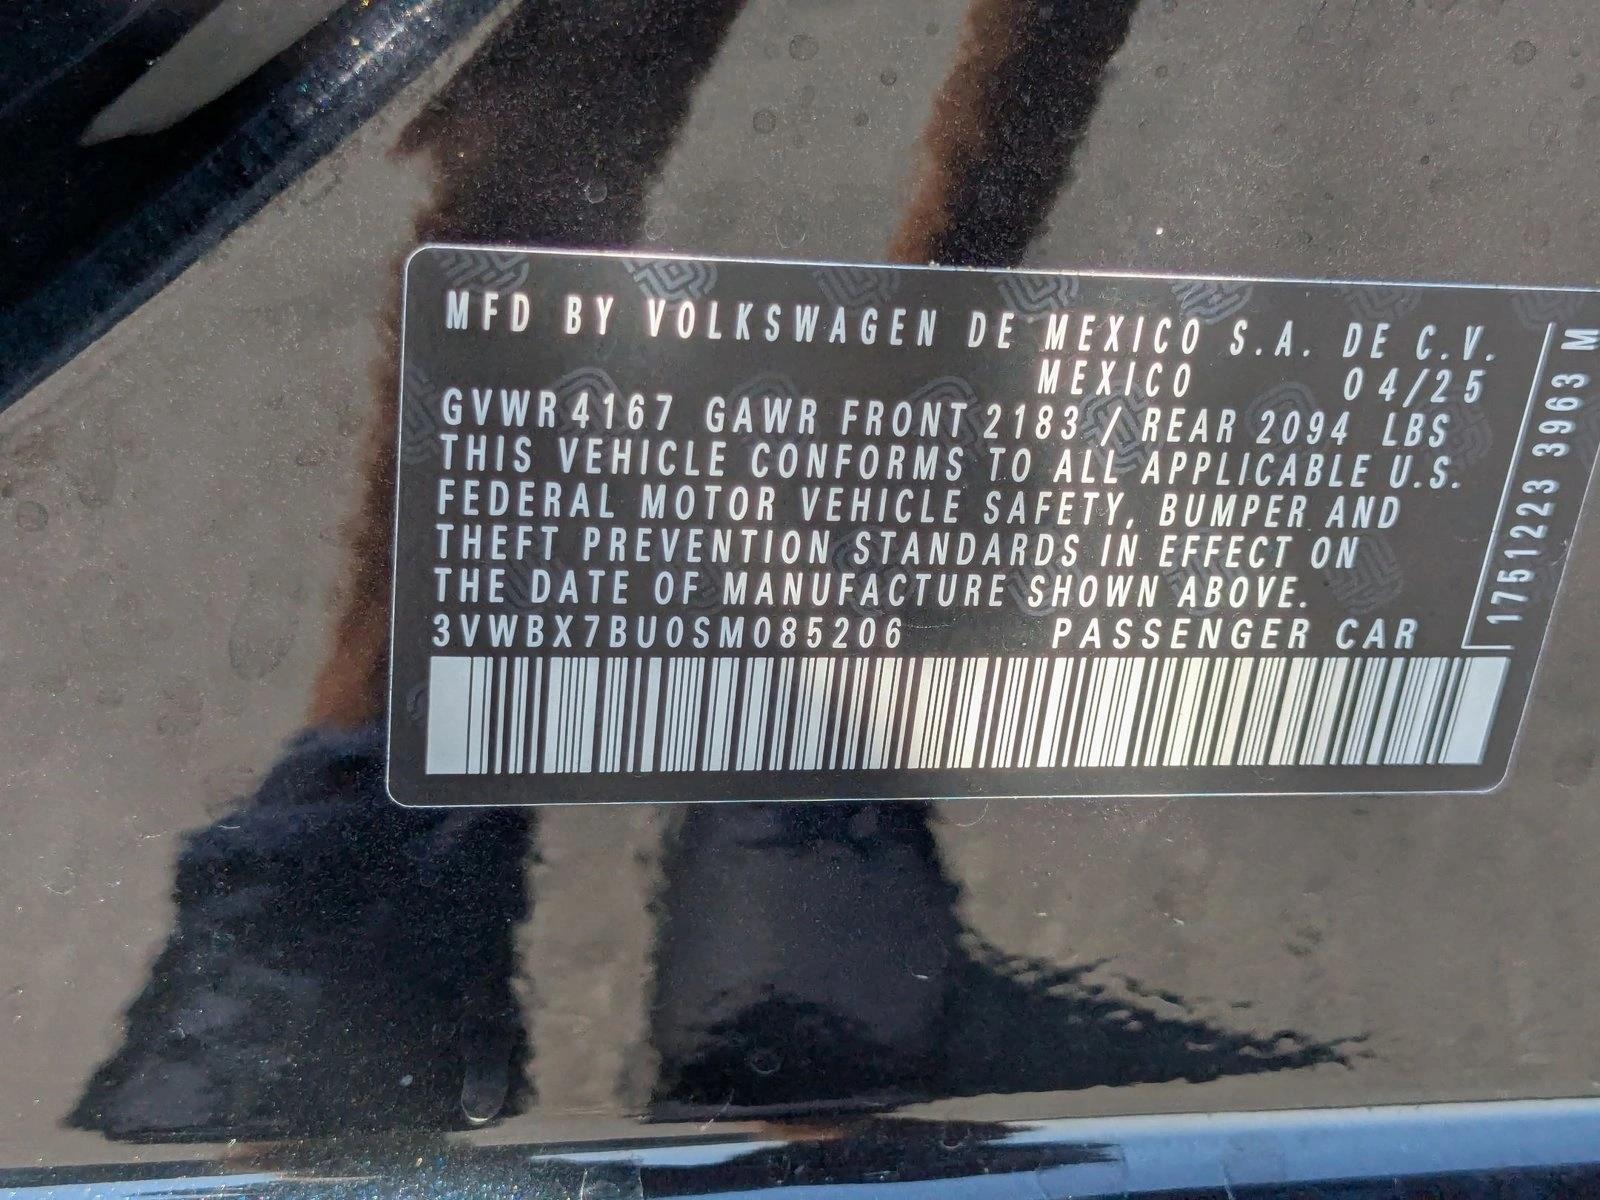 MFD BY VOLKSWAGEN DE MEXICO S.A. DE C.V.
MEXICO 04/25
GVWR 4167 GAWR FRONT 2183 / REAR 2094 LBS
THIS VEHICLE CONFORMS TO ALL APPLICABLE U.S.
FEDERAL MOTOR VEHICLE SAFETY, BUMPER AND
THEFT PREVENTION STANDARDS IN EFFECT ON
THE DATE OF MANUFACTURE SHOWN ABOVE.
3VWBX7BU0SM085206 PASSENGER CAR
1751223 3963 M